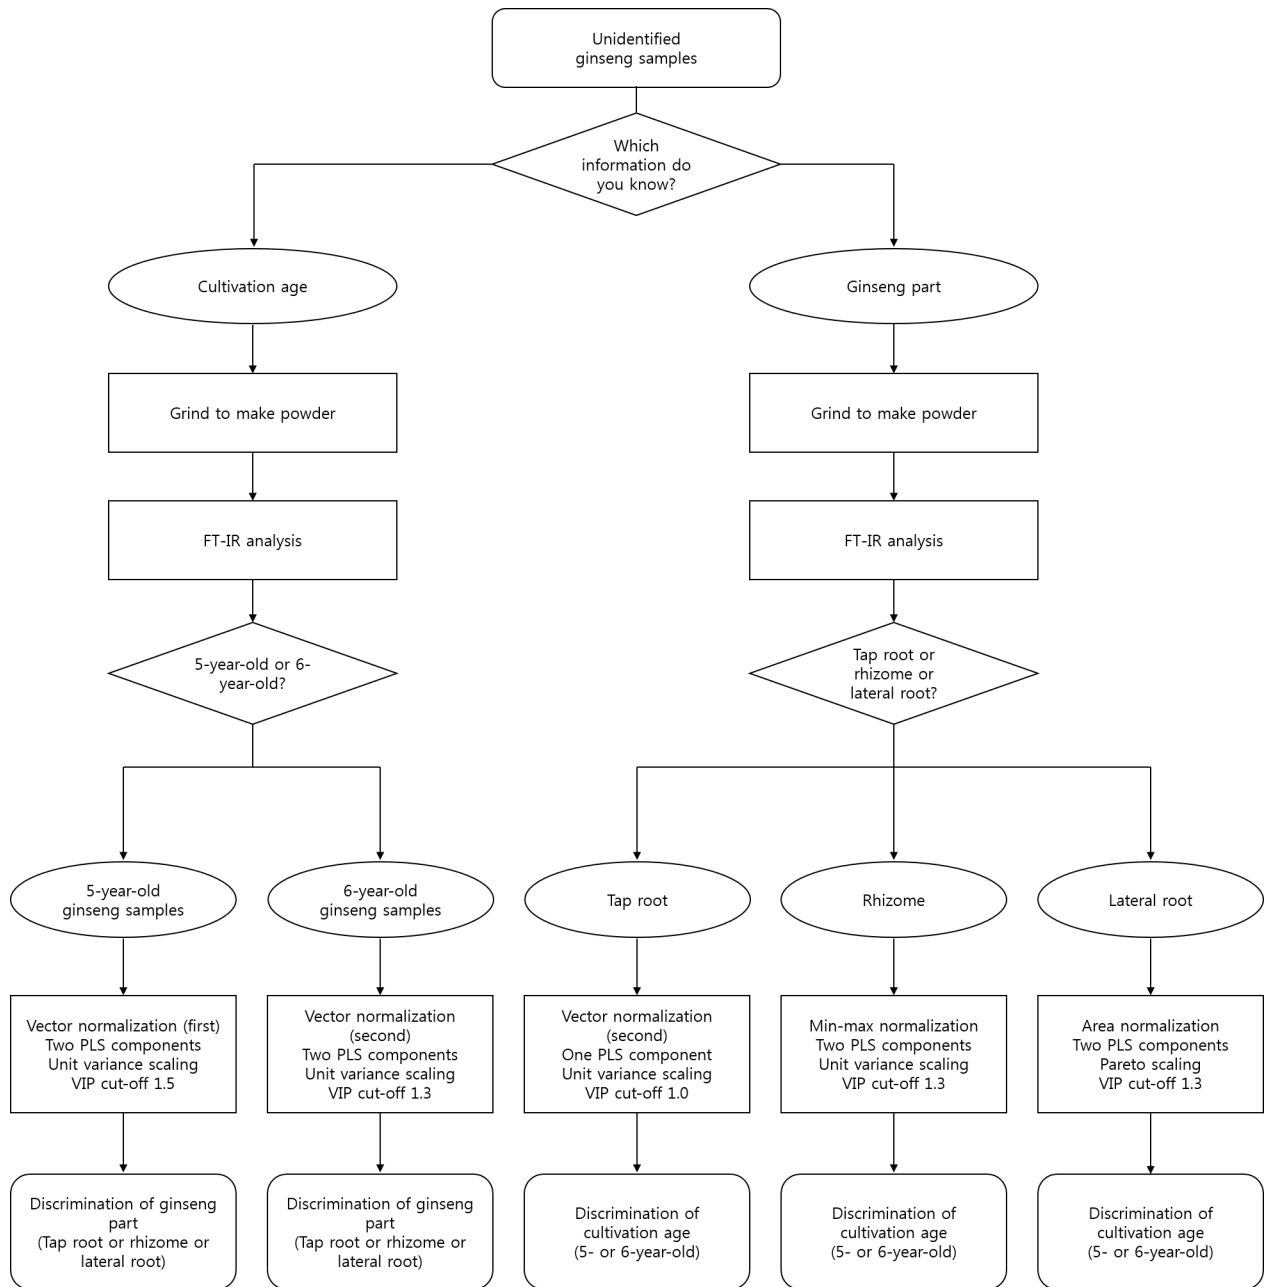 Unidentified
ginseng samples
Which
information do
you know?
Cultivation age
Ginseng part
Grind to make powder
Grind to make powder
FT-IR analysis
FT-IR analysis
5-year-old or 6-
year-old?
Tap root or
rhizome or
lateral root?
5-year-old
ginseng samples
6-year-old
ginseng samples
Tap root
Rhizome
Lateral root
Vector normalization (first)
Two PLS components
Unit variance scaling
VIP cut-off 1.5
Vector normalization
(second)
Two PLS components
Unit variance scaling
VIP cut-off 1.3
Vector normalization
(second)
One PLS component
Unit variance scaling
VIP cut-off 1.0
Min-max normalization
Two PLS components
Unit variance scaling
VIP cut-off 1.3
Area normalization
Two PLS components
Pareto scaling
VIP cut-off 1.3
Discrimination of ginseng
part
(Tap root or rhizome or
lateral root)
Discrimination of ginseng
part
(Tap root or rhizome or
lateral root)
Discrimination of
cultivation age
(5- or 6-year-old)
Discrimination of
cultivation age
(5- or 6-year-old)
Discrimination of
cultivation age
(5- or 6-year-old)